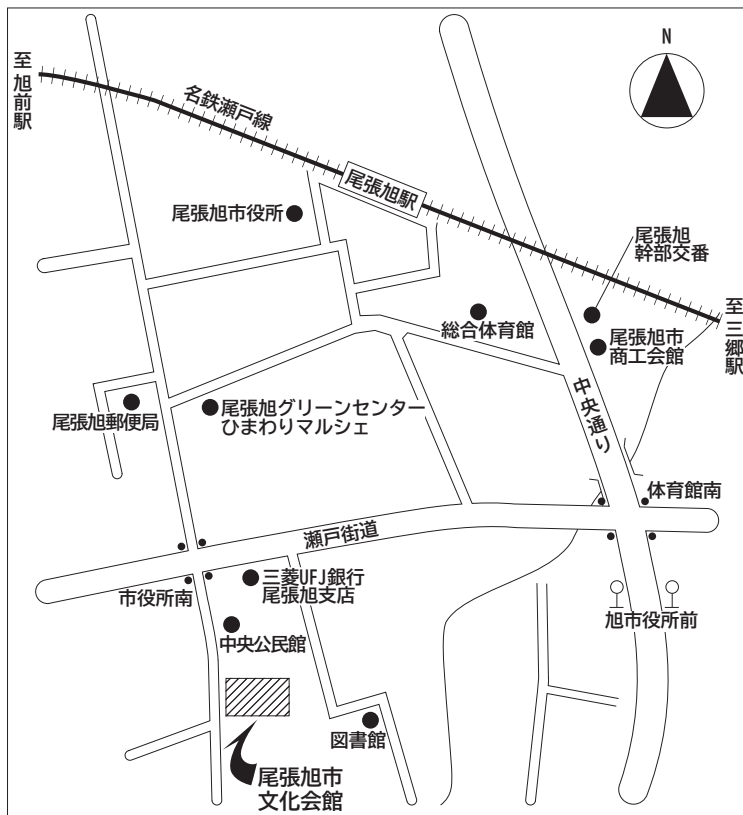 N
至旭前駅
名鉄瀬戸線
尾張旭駅
尾張旭市役所
尾張旭
幹部交番
至三郷駅
総合体育館
尾張旭市
商工会館
中央通り
尾張旭郵便局
尾張旭グリーンセンター
ひまわりマルシェ
体育館南
瀬戸街道
市役所南
三菱UFJ銀行
尾張旭支店
旭市役所前
中央公民館
図書館
尾張旭市
文化会館